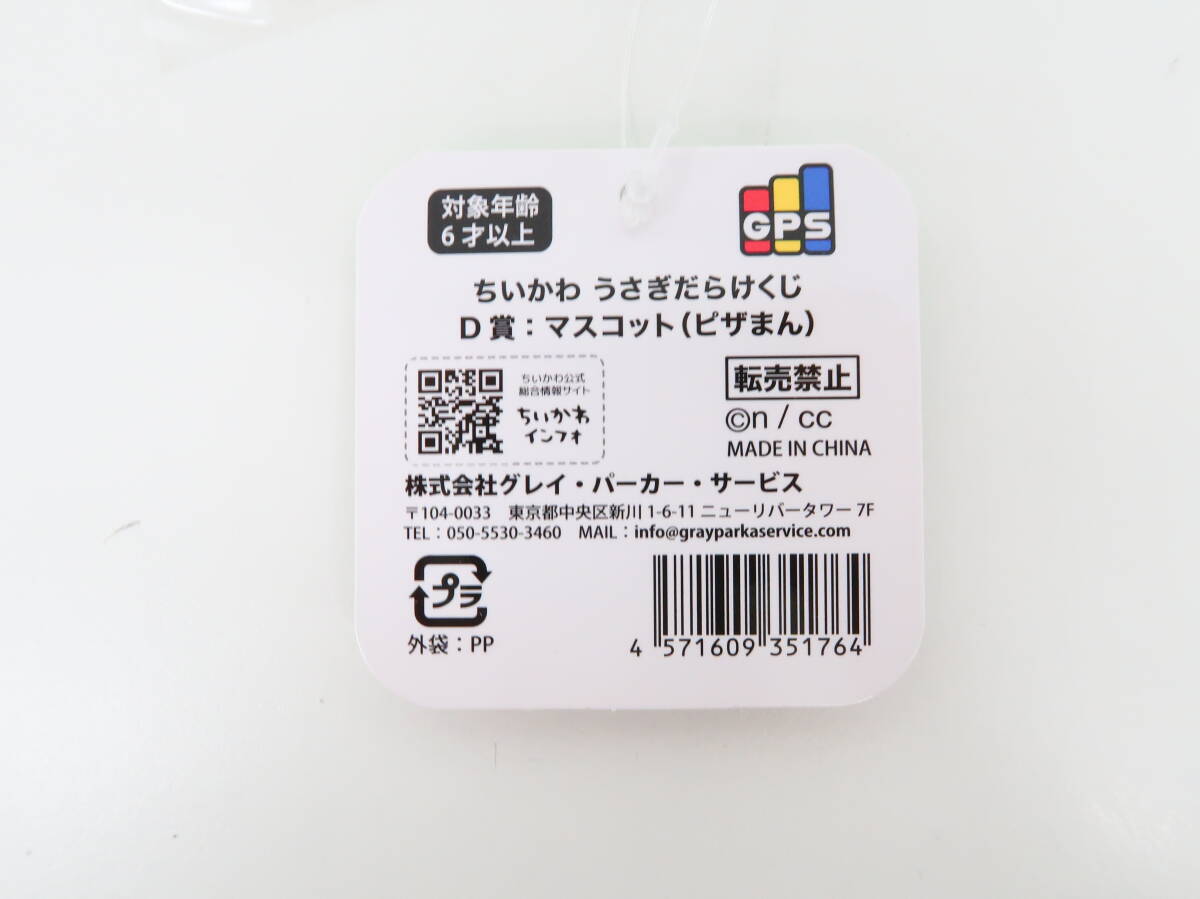 対象年齢
6才以上
GPS
ちいかわ うさぎだらけくじ
D賞：マスコット(ピザまん)
ちいかわ公式
総合情報サイト
ちいかわ
インフォ
転売禁止
©n / cc
MADE IN CHINA
株式会社グレイ・パーカー・サービス
〒104-0033 東京都中央区新川1-6-11 ニューリバータワー 7F
TEL：050-5530-3460 MAIL：info@grayparkaservice.com
プラ
外袋：PP
4 571609 351764